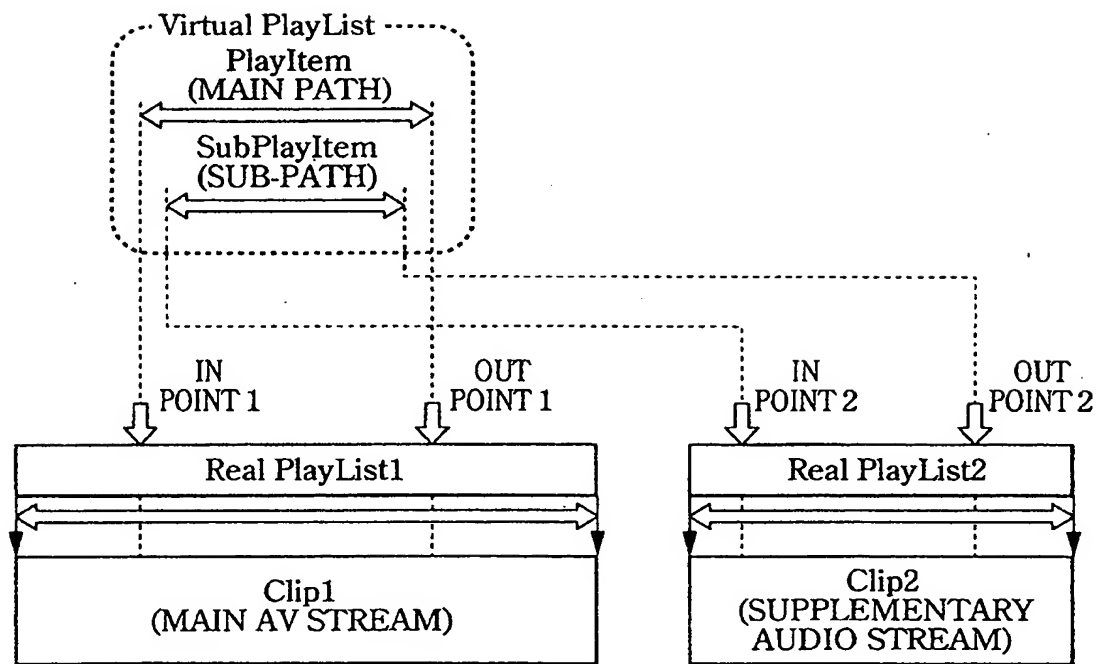 Virtual PlayList
PlayItem
(MAIN PATH)
SubPlayItem
(SUB-PATH)
IN
POINT 1
OUT
POINT 1
IN
POINT 2
OUT
POINT 2
Real PlayList1
Real PlayList2
Clip1
(MAIN AV STREAM)
Clip2
(SUPPLEMENTARY
AUDIO STREAM)